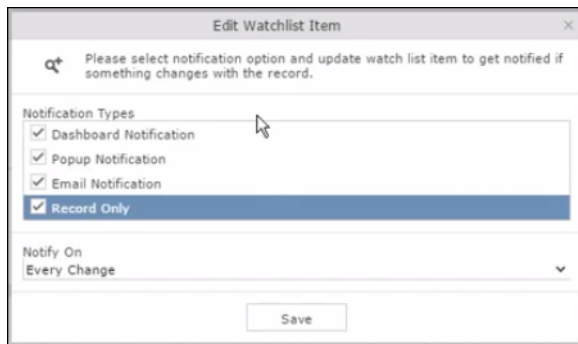 Edit Watchlist Item
Please select notification option and update watch list item to get notified if
something changes with the record.
Notification Types
Dashboard Notification
Popup Notification
Email Notification
Record Only
Notify On
Every Change
Save